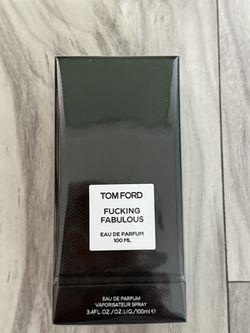 TOM FORD
FUCKING
FABULOUS
EAU DE PARFUM
100 ML
EAU DE PARFUM
VAPORISATEUR SPRAY
3.4FL.OZ./OZ.LIQ./100ml℮